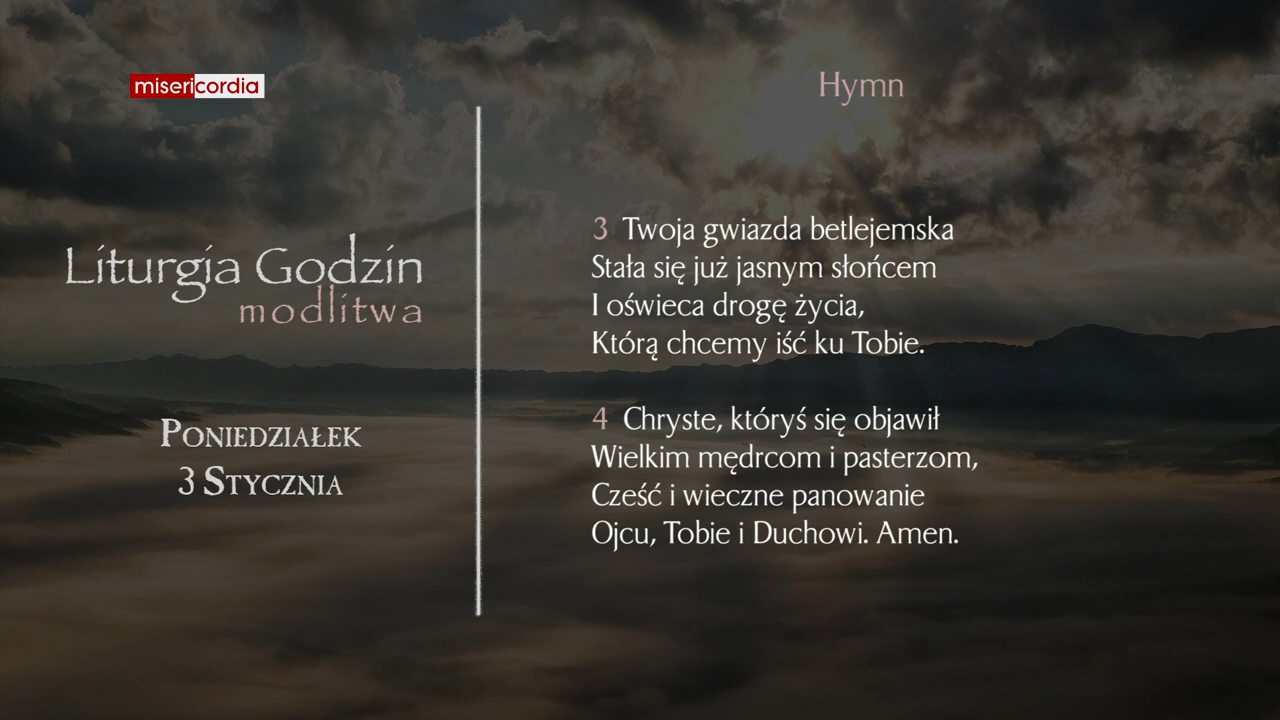 misericordia
Liturgia Godzin
modlitwa
Poniedziałek
3 Stycznia
Hymn
3 Twoja gwiazda betlejemska
Stała się już jasnym słońcem
I oświeca drogę życia,
Którą chcemy iść ku Tobie.
4 Chryste, któryś się objawił
Wielkim mędrcom i pasterzom,
Cześć i wieczne panowanie
Ojcu, Tobie i Duchowi. Amen.